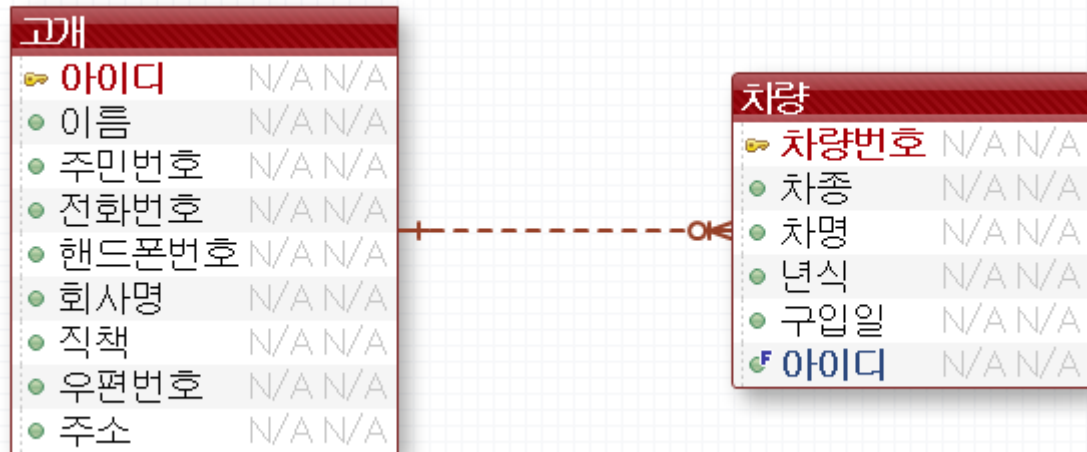 고개
아이디 N/A N/A
이름 N/A N/A
주민번호 N/A N/A
전화번호 N/A N/A
핸드폰번호 N/A N/A
회사명 N/A N/A
직책 N/A N/A
우편번호 N/A N/A
주소 N/A N/A
차량
차량번호 N/A N/A
차종 N/A N/A
차명 N/A N/A
년식 N/A N/A
구입일 N/A N/A
F 아이디 N/A N/A